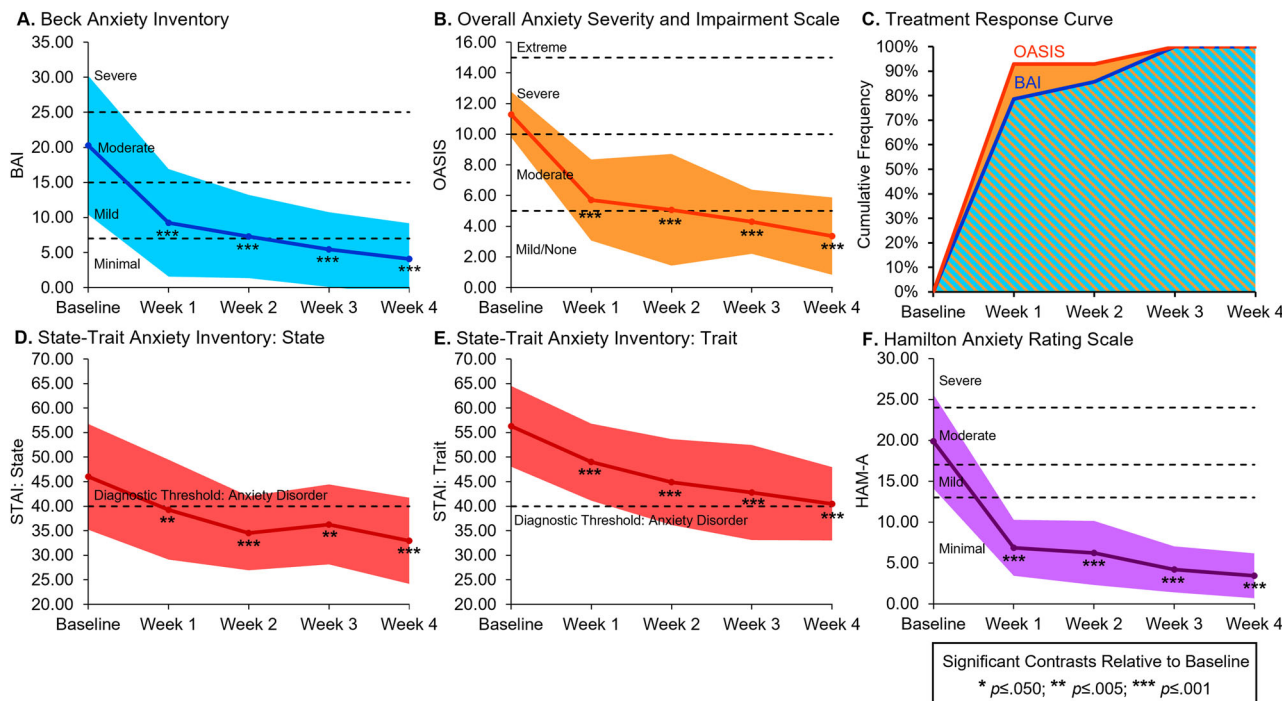 A. Beck Anxiety Inventory
BAI
35.00
30.00
25.00
20.00
15.00
10.00
5.00
0.00
Severe
Moderate
Mild
Minimal
***
***
***
***
Baseline Week 1 Week 2 Week 3 Week 4
B. Overall Anxiety Severity and Impairment Scale
OASIS
16.00
14.00
12.00
10.00
8.00
6.00
4.00
2.00
0.00
Extreme
Severe
Moderate
Mild/None
***
***
***
***
Baseline Week 1 Week 2 Week 3 Week 4
C. Treatment Response Curve
Cumulative Frequency
100%
90%
80%
70%
60%
50%
40%
30%
20%
10%
0%
OASIS
BAI
Baseline Week 1 Week 2 Week 3 Week 4
D. State-Trait Anxiety Inventory: State
STAI: State
70.00
65.00
60.00
55.00
50.00
45.00
40.00
35.00
30.00
25.00
20.00
Diagnostic Threshold: Anxiety Disorder
**
***
**
***
Baseline Week 1 Week 2 Week 3 Week 4
E. State-Trait Anxiety Inventory: Trait
STAI: Trait
70.00
65.00
60.00
55.00
50.00
45.00
40.00
35.00
30.00
25.00
20.00
***
***
***
***
Diagnostic Threshold: Anxiety Disorder
Baseline Week 1 Week 2 Week 3 Week 4
F. Hamilton Anxiety Rating Scale
HAM-A
30.00
25.00
20.00
15.00
10.00
5.00
0.00
Severe
Moderate
Mild
Minimal
***
***
***
***
Baseline Week 1 Week 2 Week 3 Week 4
Significant Contrasts Relative to Baseline
* p≤.050; ** p≤.005; *** p≤.001